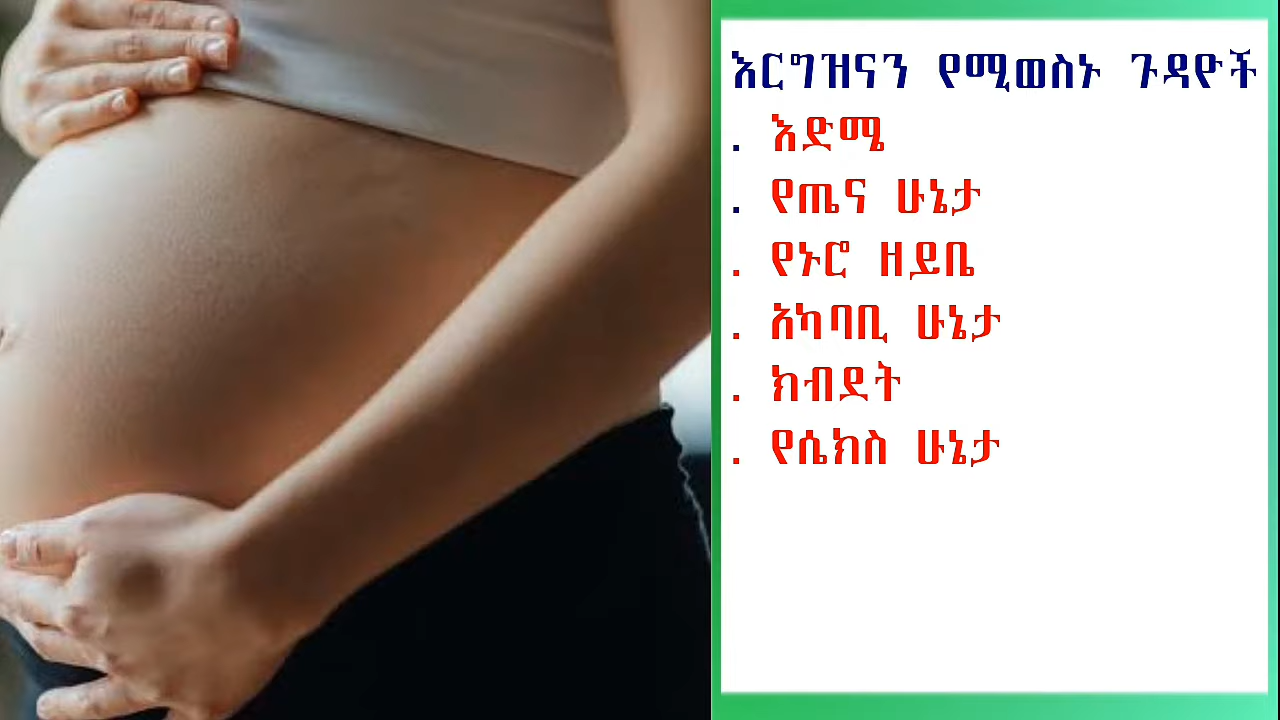 እርግዝናን የሚወስኑ ጉዳዮች
. እድሜ
. የጤና ሁኔታ
. የኑሮ ዘይቤ
. አካባቢ ሁኔታ
. ክብደት
. የሴክስ ሁኔታ